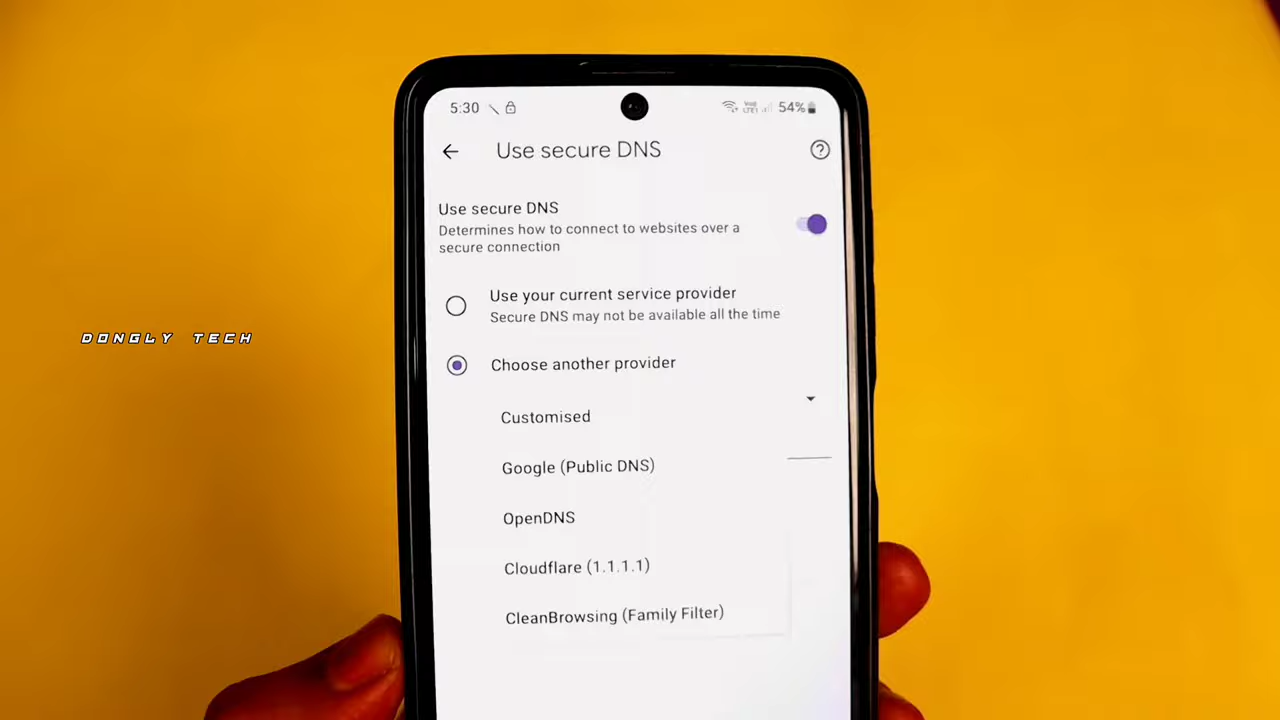 5:30 54%
Use secure DNS
Use secure DNS
Determines how to connect to websites over a
secure connection
Use your current service provider
Secure DNS may not be available all the time
DONGLY TECH
Choose another provider
Customised
Google (Public DNS)
OpenDNS
Cloudflare (1.1.1.1)
CleanBrowsing (Family Filter)